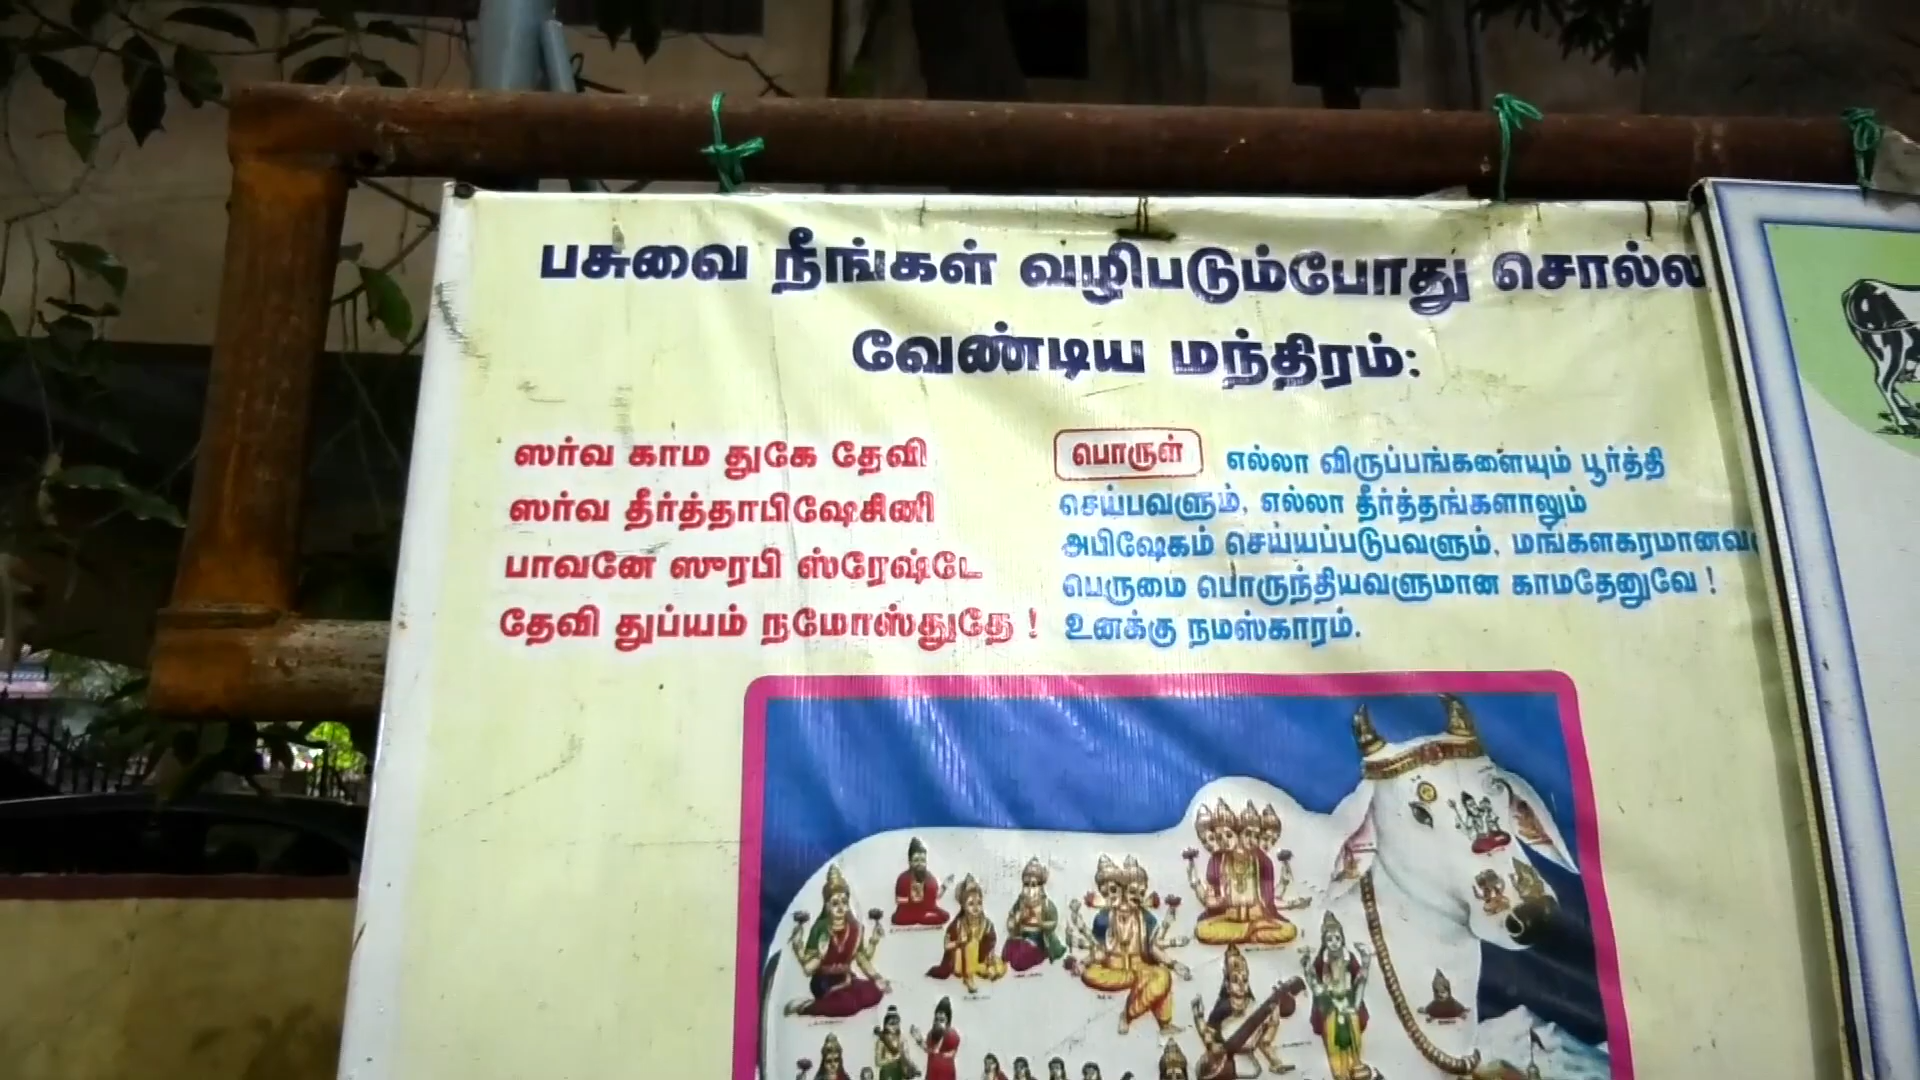 பசுவை நீங்கள் வழிபடும்போது சொல்ல
வேண்டிய மந்திரம்:
ஸர்வ காம துகே தேவி
ஸர்வ தீர்த்தாபிஷேகினி
பாவனே ஸுரபி ஸ்ரேஷ்டே
தேவி துப்யம் நமோஸ்துதே !
பொருள் எல்லா விருப்பங்களையும் பூர்த்தி
செய்பவளும், எல்லா தீர்த்தங்களாலும்
அபிஷேகம் செய்யப்படுபவளும், மங்களகரமானவ
பெருமை பொருந்தியவளுமான காமதேனுவே !
உனக்கு நமஸ்காரம்.